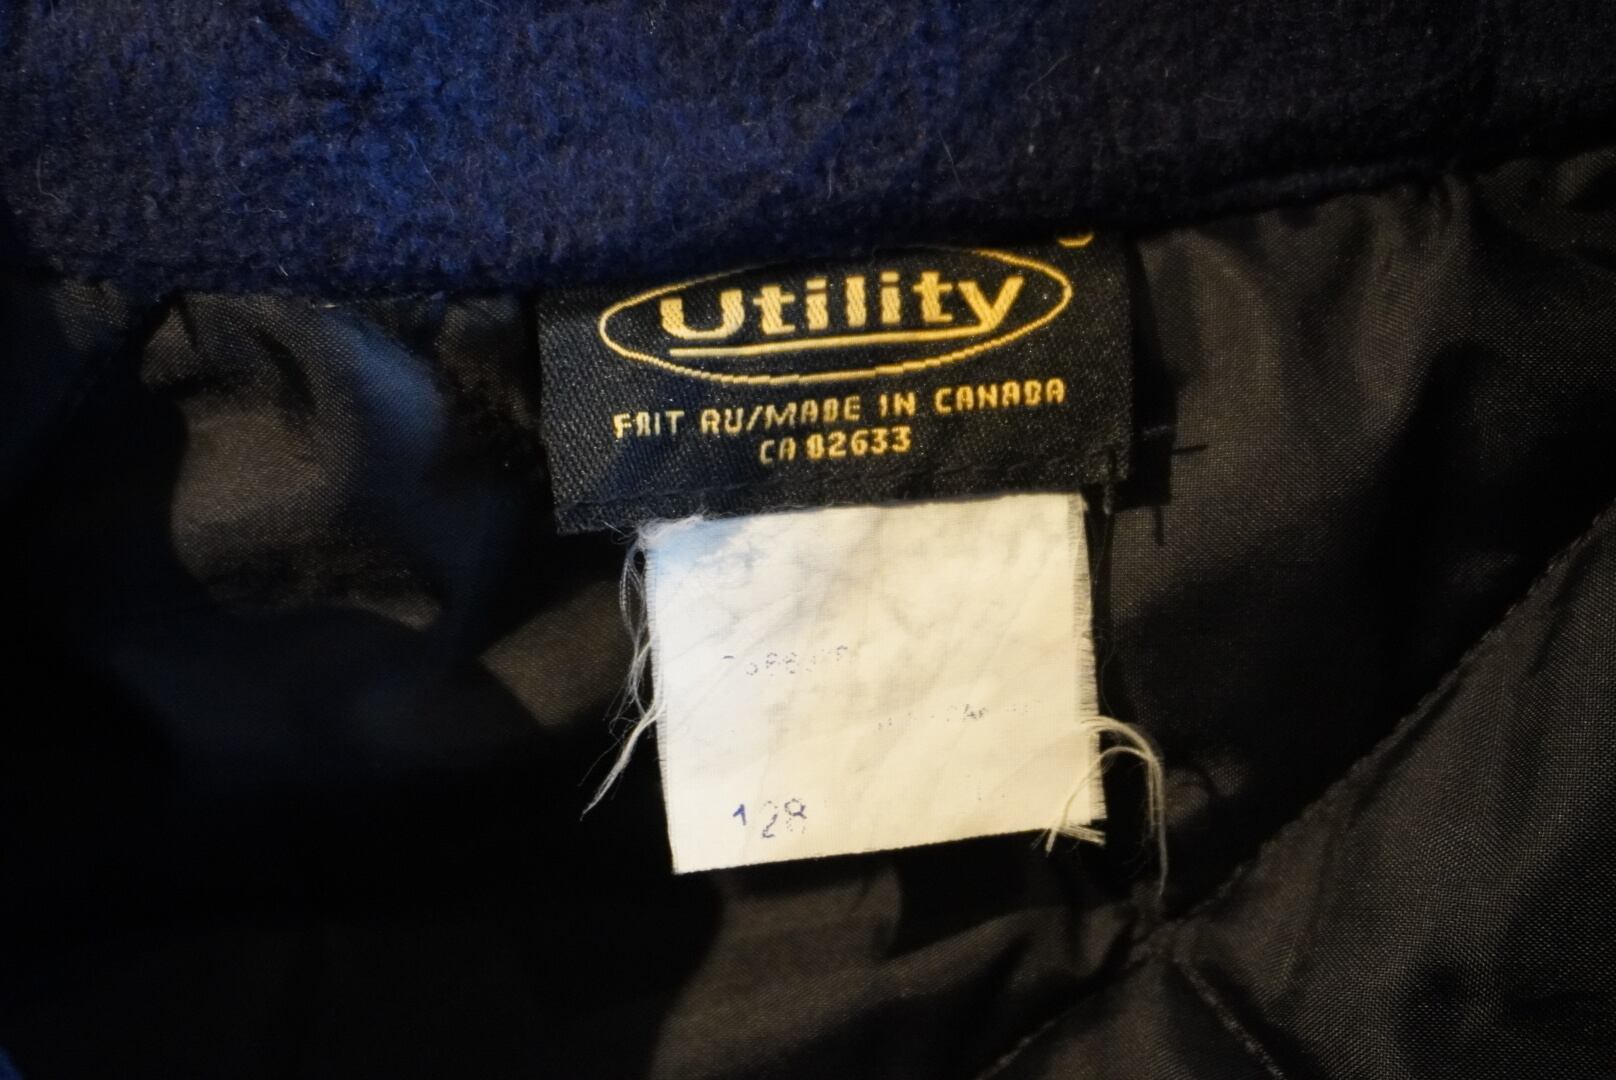 Utility
FAIT AU/MADE IN CANADA
CA 82633
128